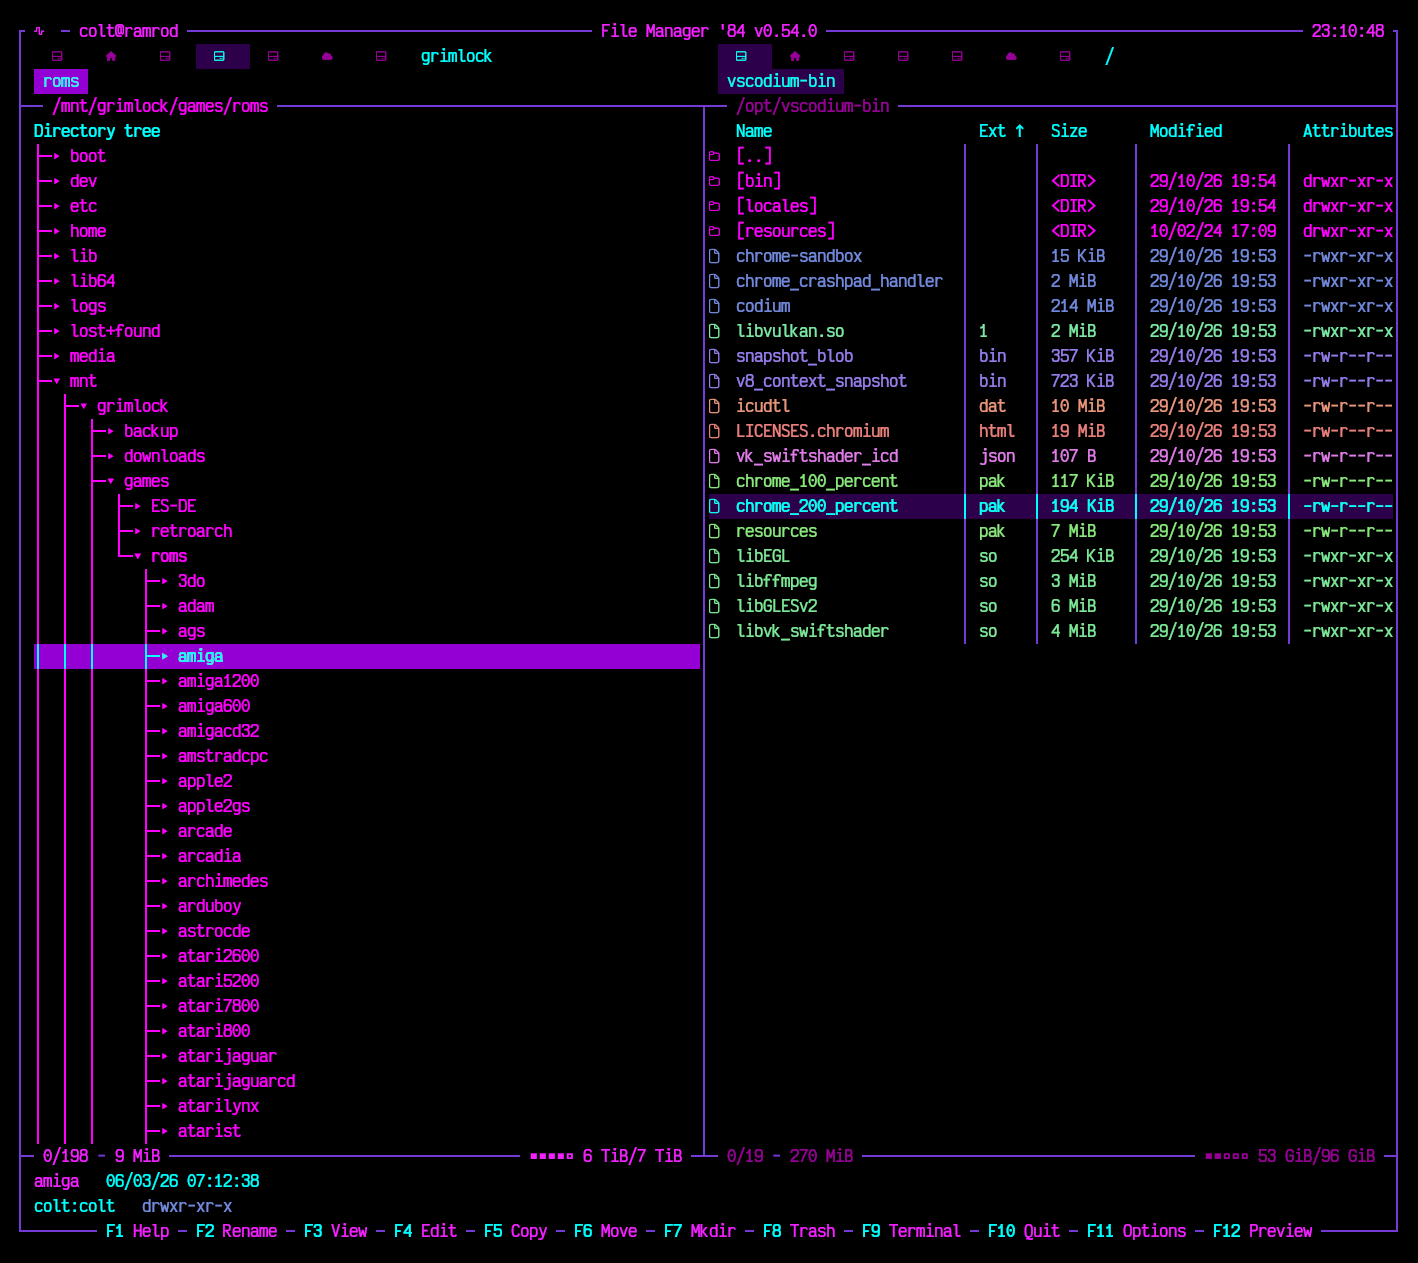 colt@ramrod File Manager '84 v0.54.0 23:10:48
grimlock /
roms vscodium-bin
/mnt/grimlock/games/roms /opt/vscodium-bin
Directory tree Name Ext ↑ Size Modified Attributes
boot [..]
dev [bin] <DIR> 29/10/26 19:54 drwxr-xr-x
etc [locales] <DIR> 29/10/26 19:54 drwxr-xr-x
home [resources] <DIR> 10/02/24 17:09 drwxr-xr-x
lib chrome-sandbox 15 KiB 29/10/26 19:53 -rwxr-xr-x
lib64 chrome_crashpad_handler 2 MiB 29/10/26 19:53 -rwxr-xr-x
logs codium 214 MiB 29/10/26 19:53 -rwxr-xr-x
lost+found libvulkan.so 1 2 MiB 29/10/26 19:53 -rwxr-xr-x
media snapshot_blob bin 357 KiB 29/10/26 19:53 -rw-r--r--
mnt v8_context_snapshot bin 723 KiB 29/10/26 19:53 -rw-r--r--
grimlock icudtl dat 10 MiB 29/10/26 19:53 -rw-r--r--
backup LICENSES.chromium html 19 MiB 29/10/26 19:53 -rw-r--r--
downloads vk_swiftshader_icd json 107 B 29/10/26 19:53 -rw-r--r--
games chrome_100_percent pak 117 KiB 29/10/26 19:53 -rw-r--r--
ES-DE chrome_200_percent pak 194 KiB 29/10/26 19:53 -rw-r--r--
retroarch resources pak 7 MiB 29/10/26 19:53 -rw-r--r--
roms libEGL so 254 KiB 29/10/26 19:53 -rwxr-xr-x
3do libffmpeg so 3 MiB 29/10/26 19:53 -rwxr-xr-x
adam libGLESv2 so 6 MiB 29/10/26 19:53 -rwxr-xr-x
ags libvk_swiftshader so 4 MiB 29/10/26 19:53 -rwxr-xr-x
amiga
amiga1200
amiga600
amigacd32
amstradcpc
apple2
apple2gs
arcade
arcadia
archimedes
arduboy
astrocde
atari2600
atari5200
atari7800
atari800
atarijaguar
atarijaguarcd
atarilynx
atarist
0/198 - 9 MiB 6 TiB/7 TiB 0/19 - 270 MiB 53 GiB/96 GiB
amiga 06/03/26 07:12:38
colt:colt drwxr-xr-x
F1 Help - F2 Rename - F3 View - F4 Edit - F5 Copy - F6 Move - F7 Mkdir - F8 Trash - F9 Terminal - F10 Quit - F11 Options - F12 Preview